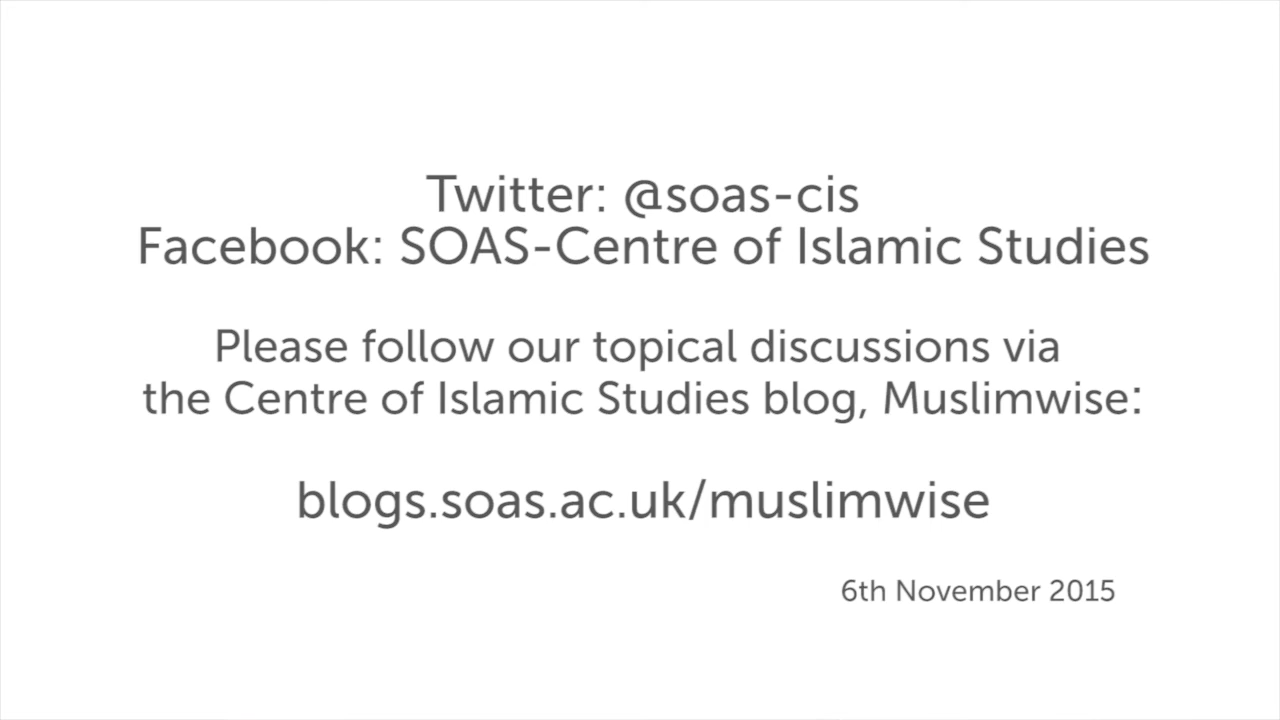 Twitter: @soas-cis
Facebook: SOAS-Centre of Islamic Studies
Please follow our topical discussions via
the Centre of Islamic Studies blog, Muslimwise:
blogs.soas.ac.uk/muslimwise
6th November 2015